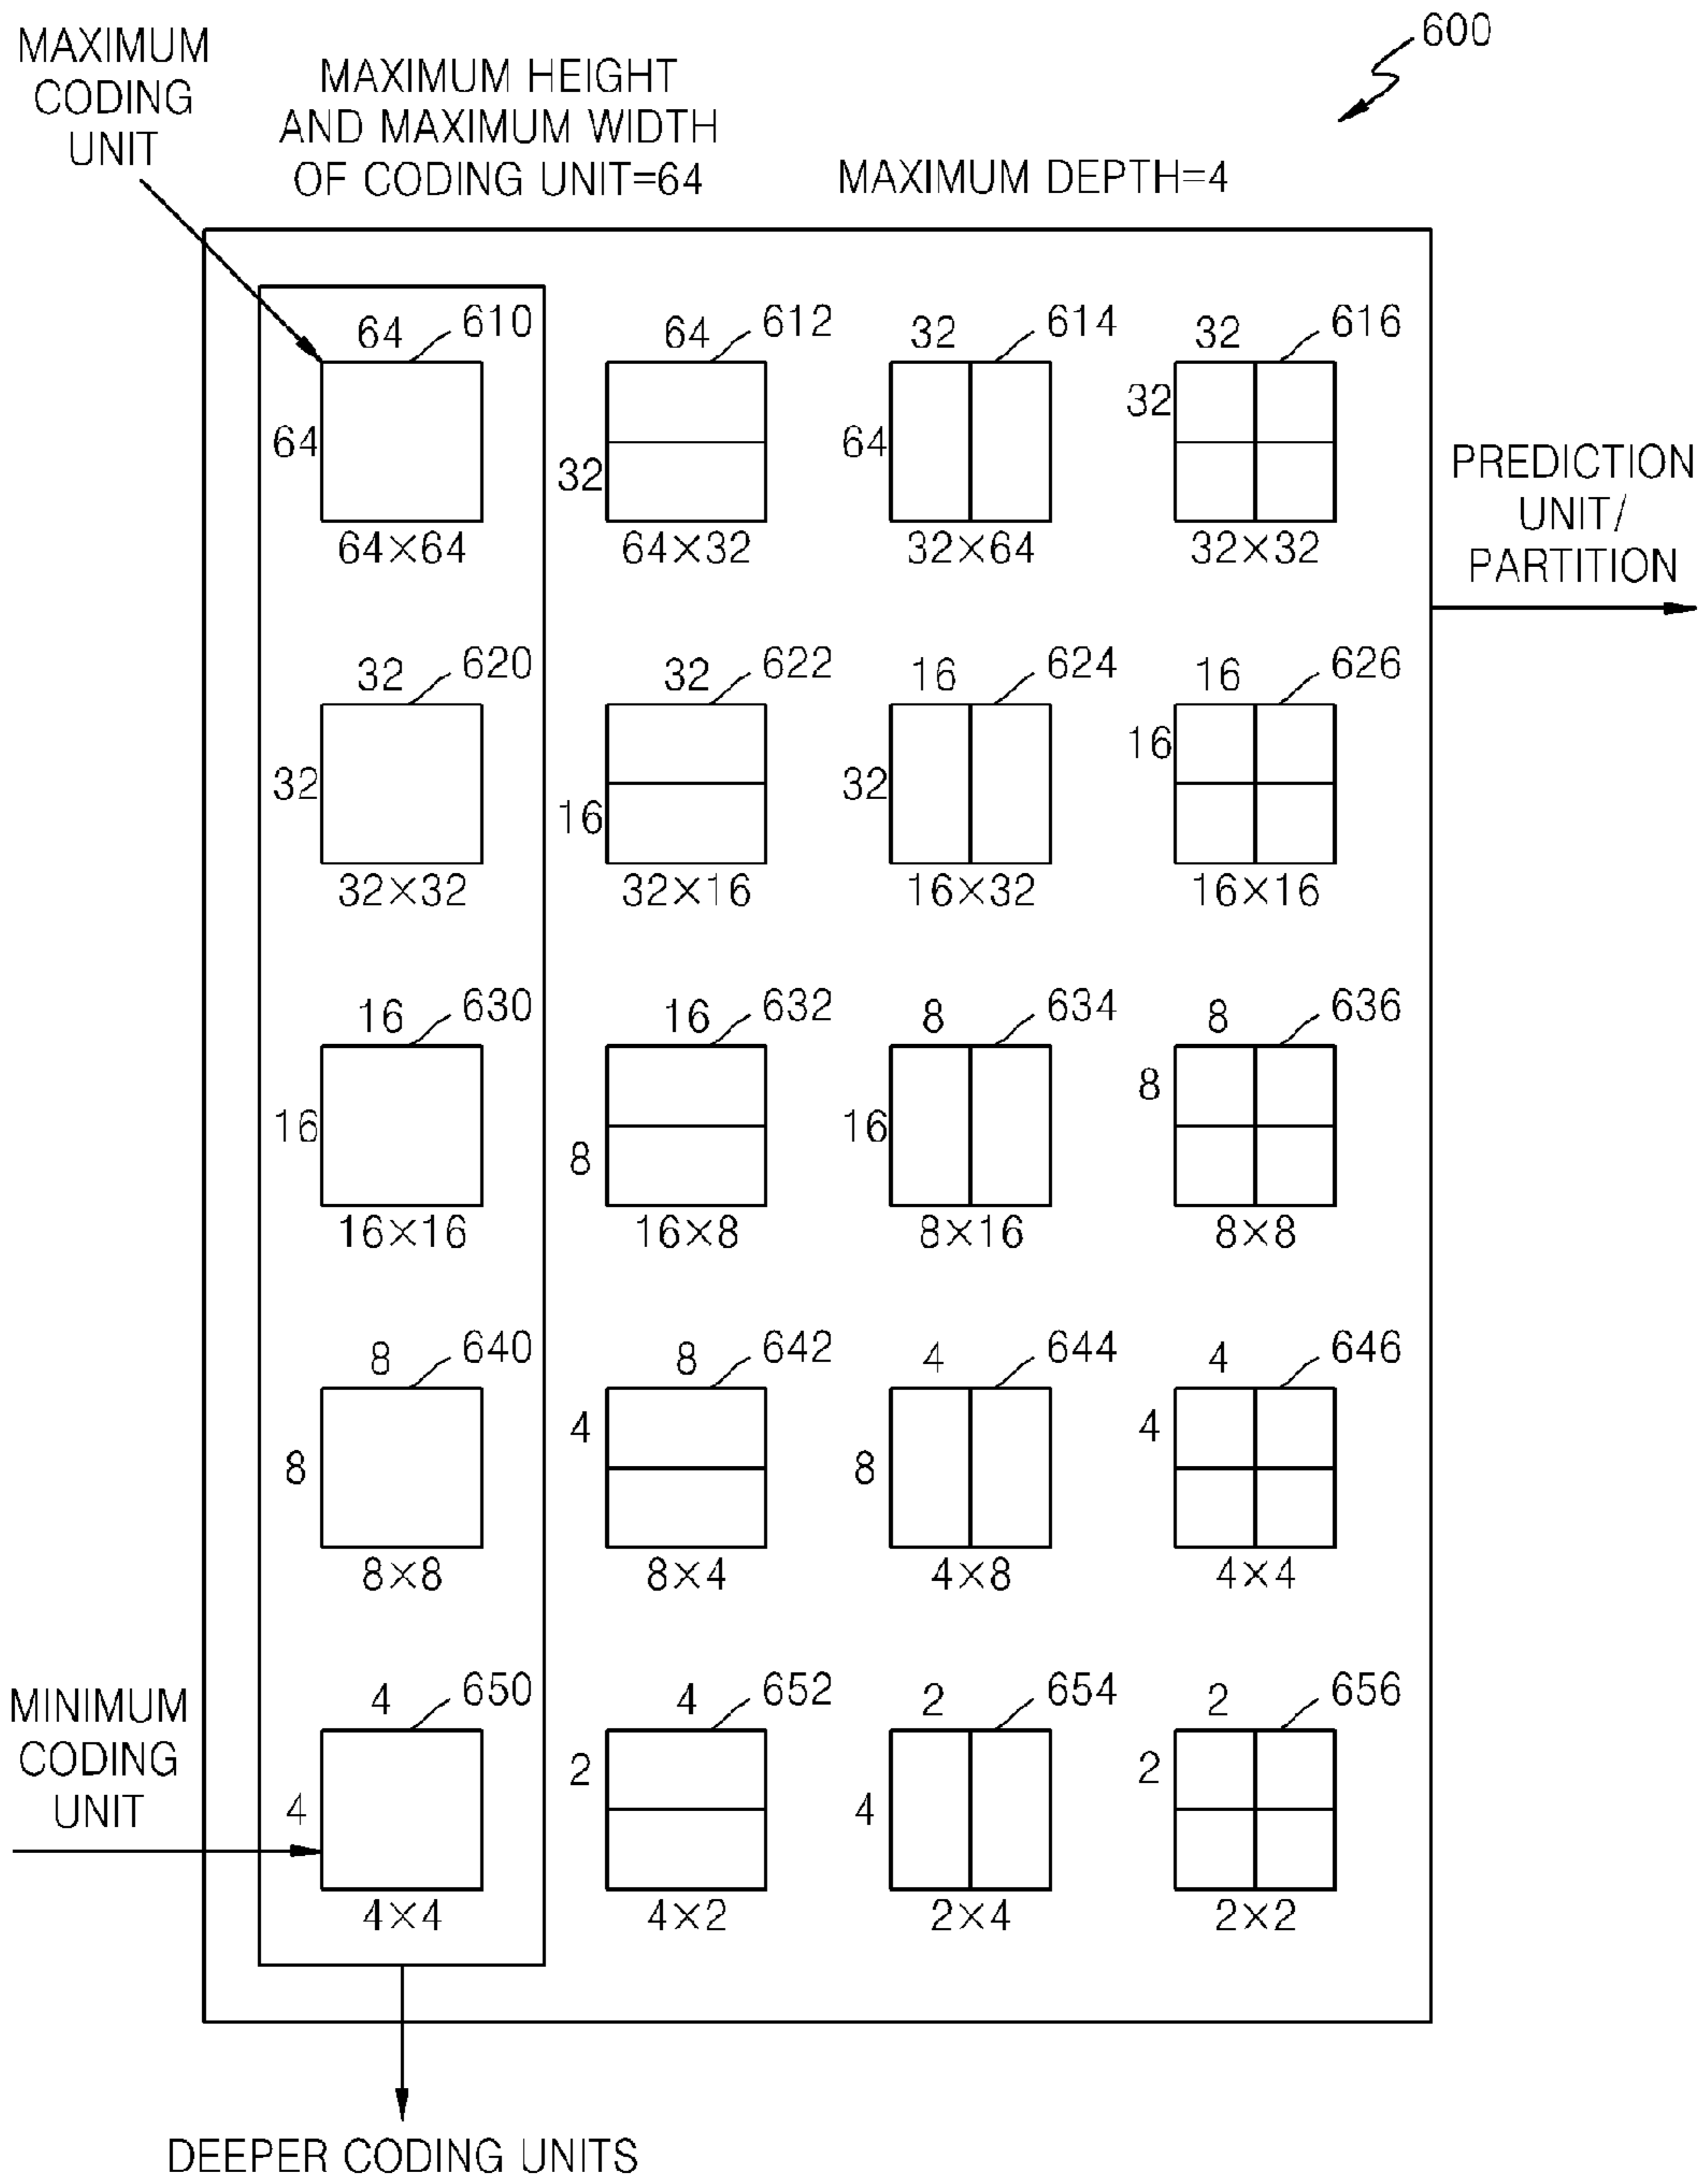 600
MAXIMUM
CODING
UNIT
MAXIMUM HEIGHT
AND MAXIMUM WIDTH
OF CODING UNIT=64
MAXIMUM DEPTH=4
64 610 64 612 32 614 32 616
64 32 64 32
64×64 64×32 32×64 32×32
PREDICTION
UNIT/
PARTITION
32 620 32 622 16 624 16 626
32 16 32 16
32×32 32×16 16×32 16×16
16 630 16 632 8 634 8 636
16 8 16 8
16×16 16×8 8×16 8×8
8 640 8 642 4 644 4 646
8 4 8 4
8×8 8×4 4×8 4×4
MINIMUM
CODING
UNIT
4 650 4 652 2 654 2 656
4 2 4 2
4×4 4×2 2×4 2×2
DEEPER CODING UNITS